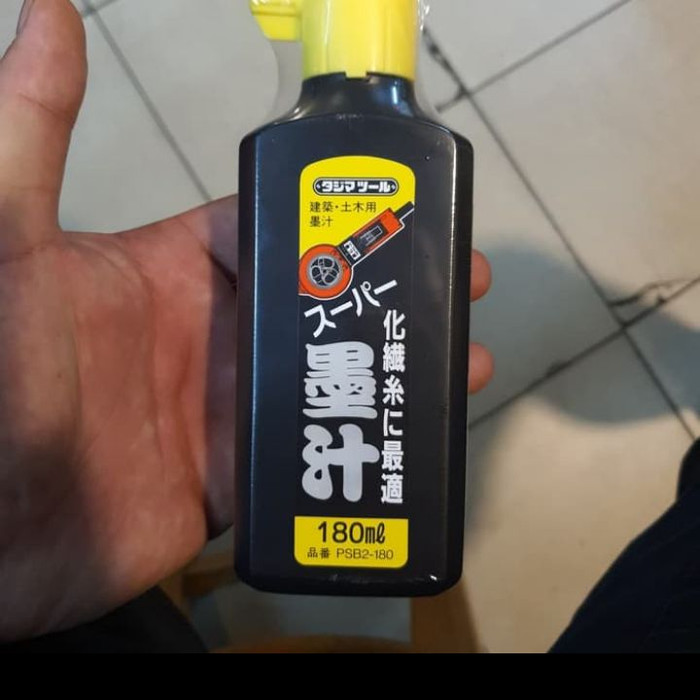 タジマツール
建築・土木用
墨汁
スーパー
墨汁
化繊糸に最適
180ml
品番 PSB2-180